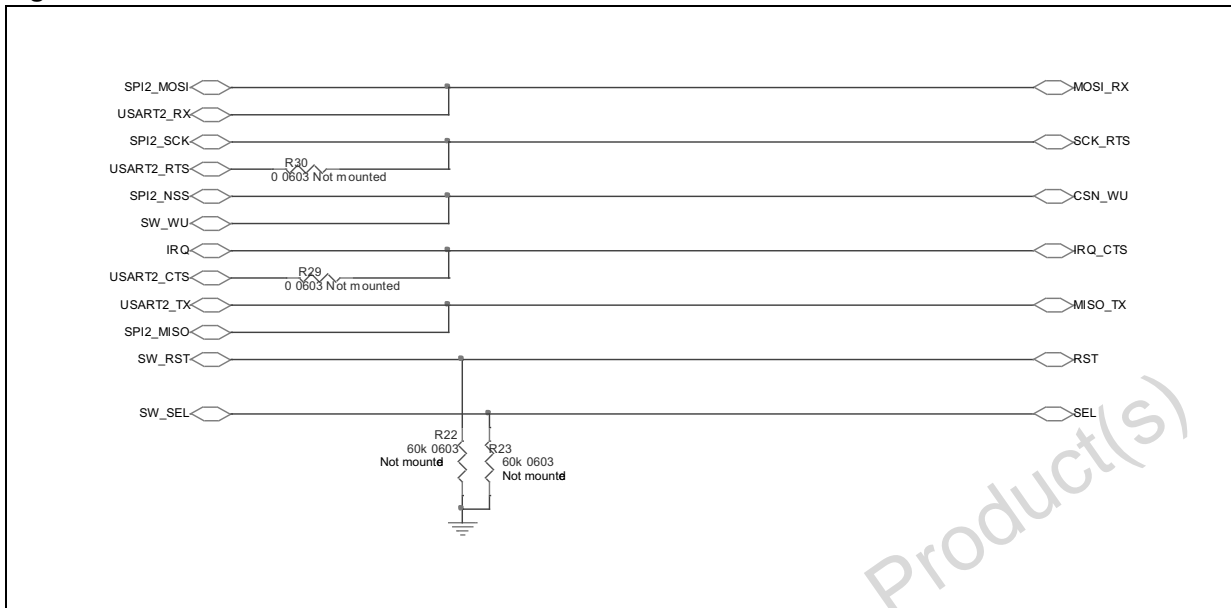 SPI2_MOSI
MOSI_RX
USART2_RX
SPI2_SCK
SCK_RTS
R30
USART2_RTS
0 0603 Not mounted
SPI2_NSS
CSN_WU
SW_WU
IRQ
IRQ_CTS
R29
USART2_CTS
0 0603 Not mounted
USART2_TX
MISO_TX
SPI2_MISO
SW_RST
RST
SW_SEL
SEL
R22
60k 0603
Not mounted
R23
60k 0603
Not mounted
Product(s)